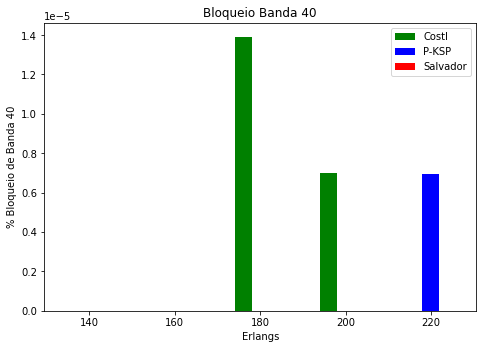 Bloqueio Banda 40
1e−5
1.4
1.2
1.0
0.8
0.6
0.4
0.2
0.0
% Bloqueio de Banda 40
CostI
P-KSP
Salvador
140 160 180 200 220
Erlangs